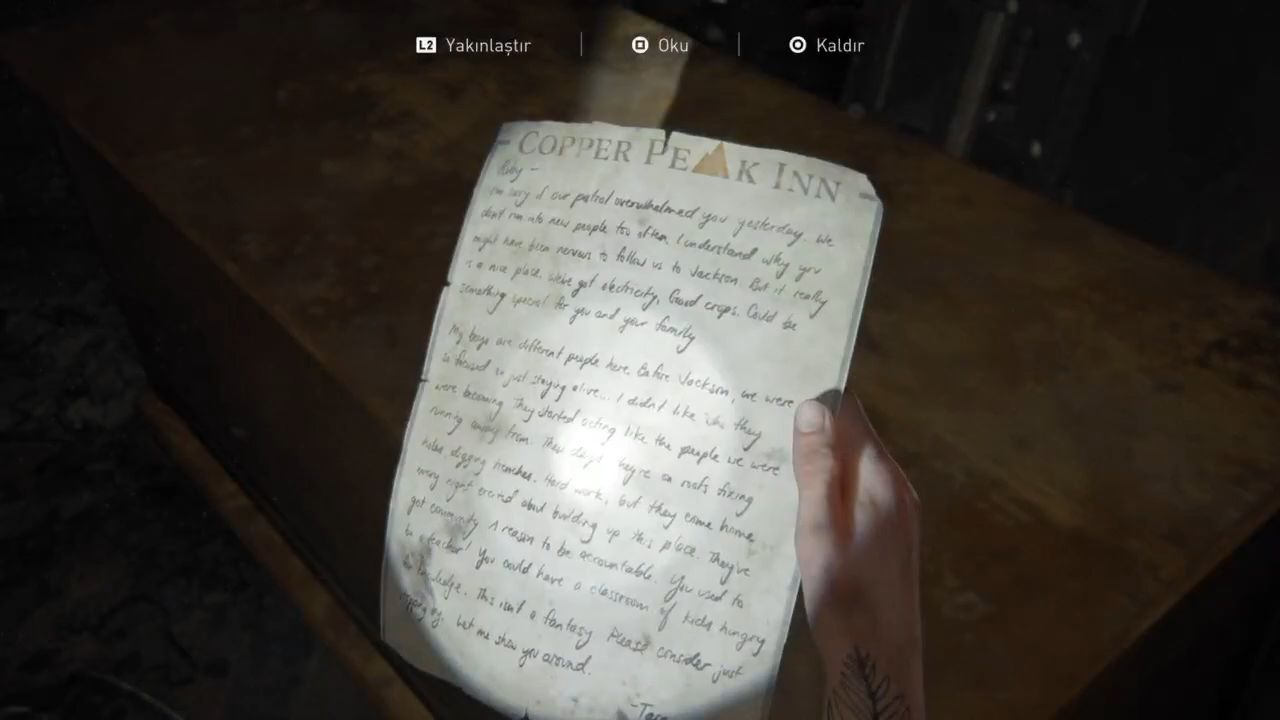 L2 Yakınlaştır
Oku
Kaldır
COPPER PEAK INN
Ruby -
I'm sorry if our patrol overwhelmed you yesterday. We
don't run into new people too often. I understand why you
might have been nervous to follow us to Jackson. But it really
is a nice place. We've got electricity. Good crops. Could be
something special for you and your family
My boys are different people here. Before Jackson, we were
so focused on just staying alive... I didn't like who they
were becoming. They started acting like the people we were
running away from. These days they're on roofs fixing
holes, digging trenches. Hard work, but they come home
every night excited about building up this place. They've
got community. A reason to be accountable. You used to
be a teacher! You could have a classroom of kids hungry
for knowledge. This isn't a fantasy. Please consider just
Let me show you around.